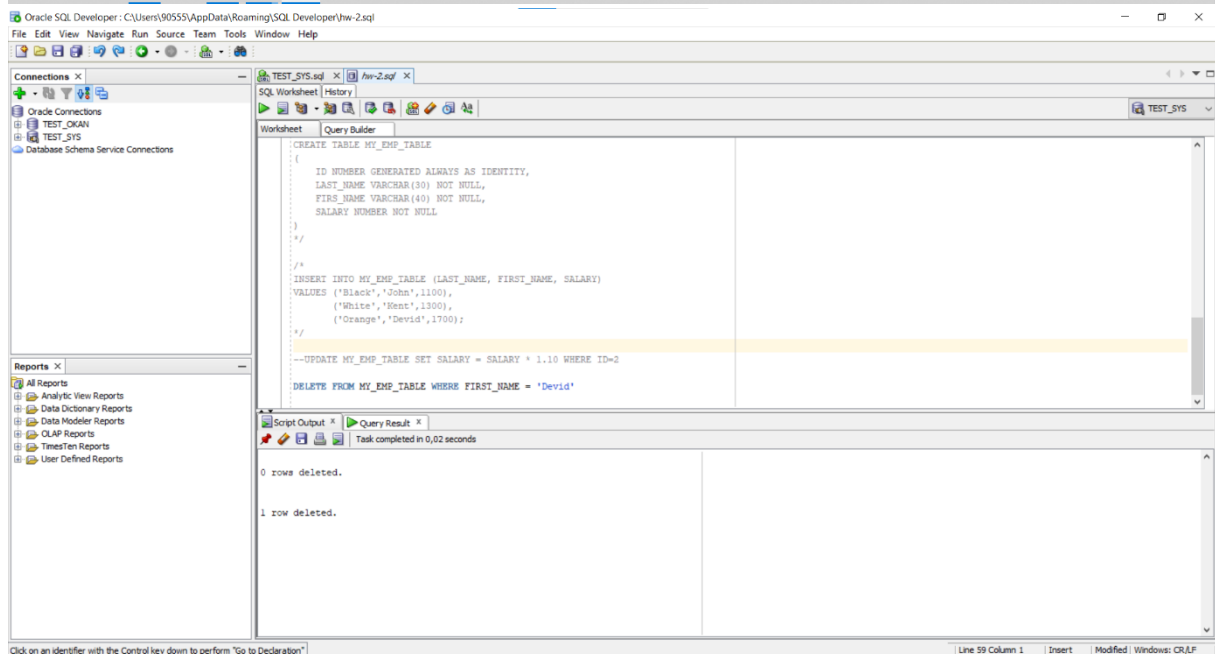 Oracle SQL Developer : C:\Users\90555\AppData\Roaming\SQL Developer\hw-2.sql
File Edit View Navigate Run Source Team Tools Window Help
Connections
Oracle Connections
TEST_OKAN
TEST_SYS
Database Schema Service Connections
Reports
All Reports
Analytic View Reports
Data Dictionary Reports
Data Modeler Reports
OLAP Reports
TimesTen Reports
User Defined Reports
TEST_SYS.sql hw-2.sql
SQL Worksheet History
TEST_SYS
Worksheet Query Builder
CREATE TABLE MY_EMP_TABLE
(
ID NUMBER GENERATED ALWAYS AS IDENTITY,
LAST_NAME VARCHAR(30) NOT NULL,
FIRS_NAME VARCHAR(40) NOT NULL,
SALARY NUMBER NOT NULL
)
*/
/*
INSERT INTO MY_EMP_TABLE (LAST_NAME, FIRST_NAME, SALARY)
VALUES ('Black','John',1100),
('White','Kent',1300),
('Orange','Devid',1700);
*/
--UPDATE MY_EMP_TABLE SET SALARY = SALARY * 1.10 WHERE ID=2
DELETE FROM MY_EMP_TABLE WHERE FIRST_NAME = 'Devid'
Script Output Query Result
Task completed in 0,02 seconds
0 rows deleted.
1 row deleted.
Click on an identifier with the Control key down to perform "Go to Declaration"
Line 59 Column 1 Insert Modified Windows: CR/LF